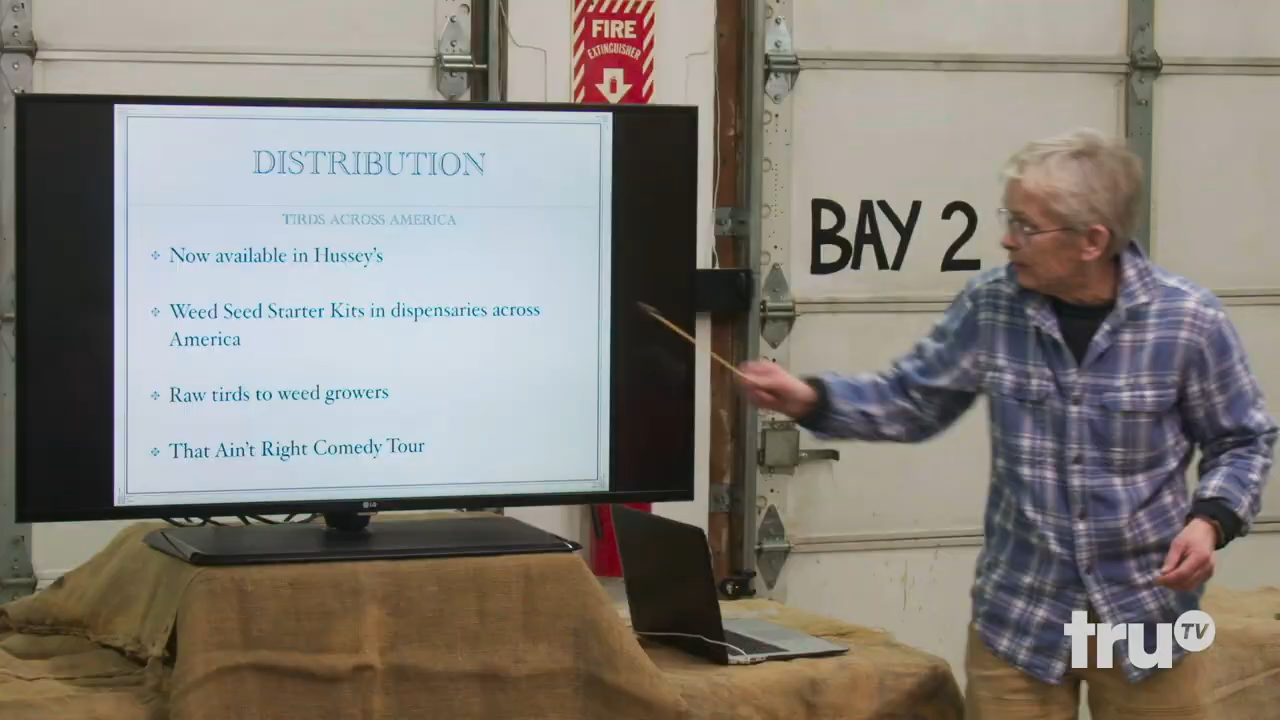 FIRE
EXTINGUISHER
DISTRIBUTION
TIRDS ACROSS AMERICA
Now available in Hussey's
Weed Seed Starter Kits in dispensaries across
America
Raw tirds to weed growers
That Ain't Right Comedy Tour
LG
BAY 2
truTV